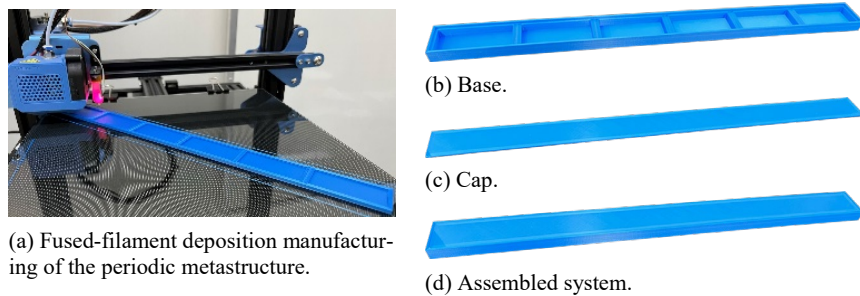 (a) Fused-filament deposition manufactur-
ing of the periodic metastructure.
(b) Base.
(c) Cap.
(d) Assembled system.